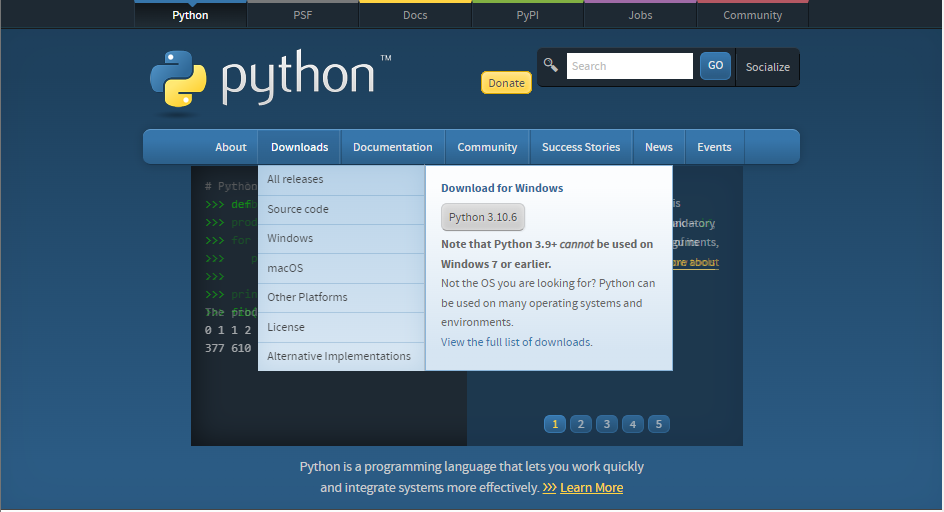 Python PSF Docs PyPI Jobs Community
python™
Donate Search GO Socialize
About Downloads Documentation Community Success Stories News Events
# Python
>>> def
>>>
>>> for
>>>
>>>
>>>
0 1 1 2
377 610
All releases
Source code
Windows
macOS
Other Platforms
License
Alternative Implementations
Download for Windows
Python 3.10.6
Note that Python 3.9+ cannot be used on
Windows 7 or earlier.
Not the OS you are looking for? Python can
be used on many operating systems and
environments.
View the full list of downloads.
about
1 2 3 4 5
Python is a programming language that lets you work quickly
and integrate systems more effectively. >>> Learn More